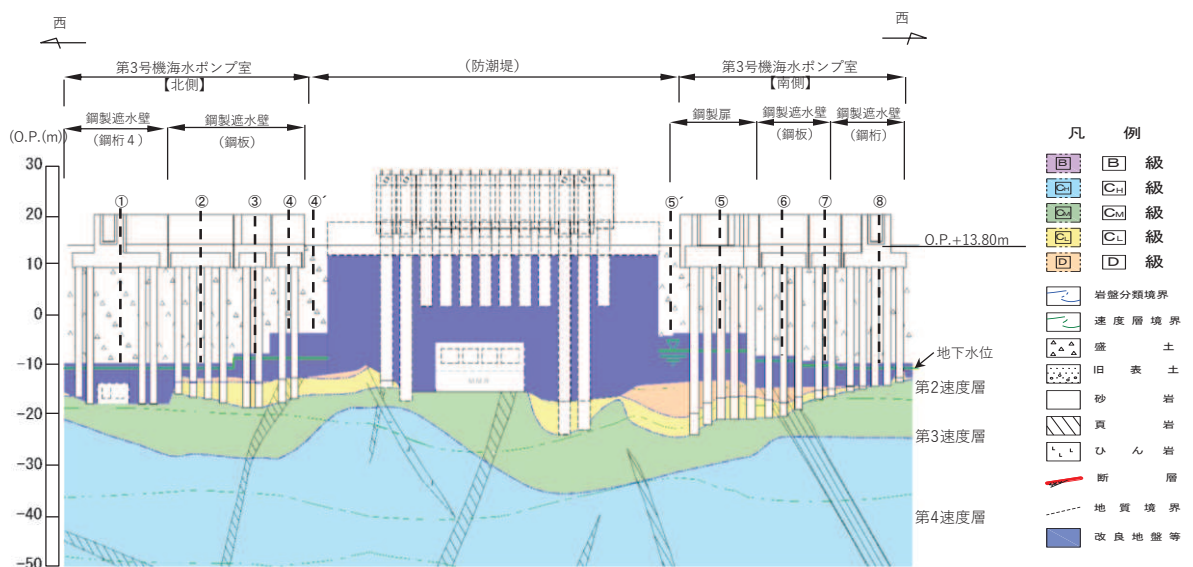 西
西
第3号機海水ポンプ室
【北側】
(防潮堤)
第3号機海水ポンプ室
【南側】
鋼製遮水壁
(鋼桁4)
鋼製遮水壁
(鋼板)
鋼製扉
鋼製遮水壁
(鋼板)
鋼製遮水壁
(鋼桁)
(O.P.(m))
30
20
10
0
-10
-20
-30
-40
-50
① ② ③ ④ ④´ ⑤´ ⑤ ⑥ ⑦ ⑧
O.P.+13.80m
地下水位
第2速度層
第3速度層
第4速度層
凡 例
B B 級
CH CH 級
CM CM 級
CL CL 級
D D 級
岩盤分類境界
速度層境界
盛土
旧表土
砂岩
頁岩
ひん岩
断層
地質境界
改良地盤等